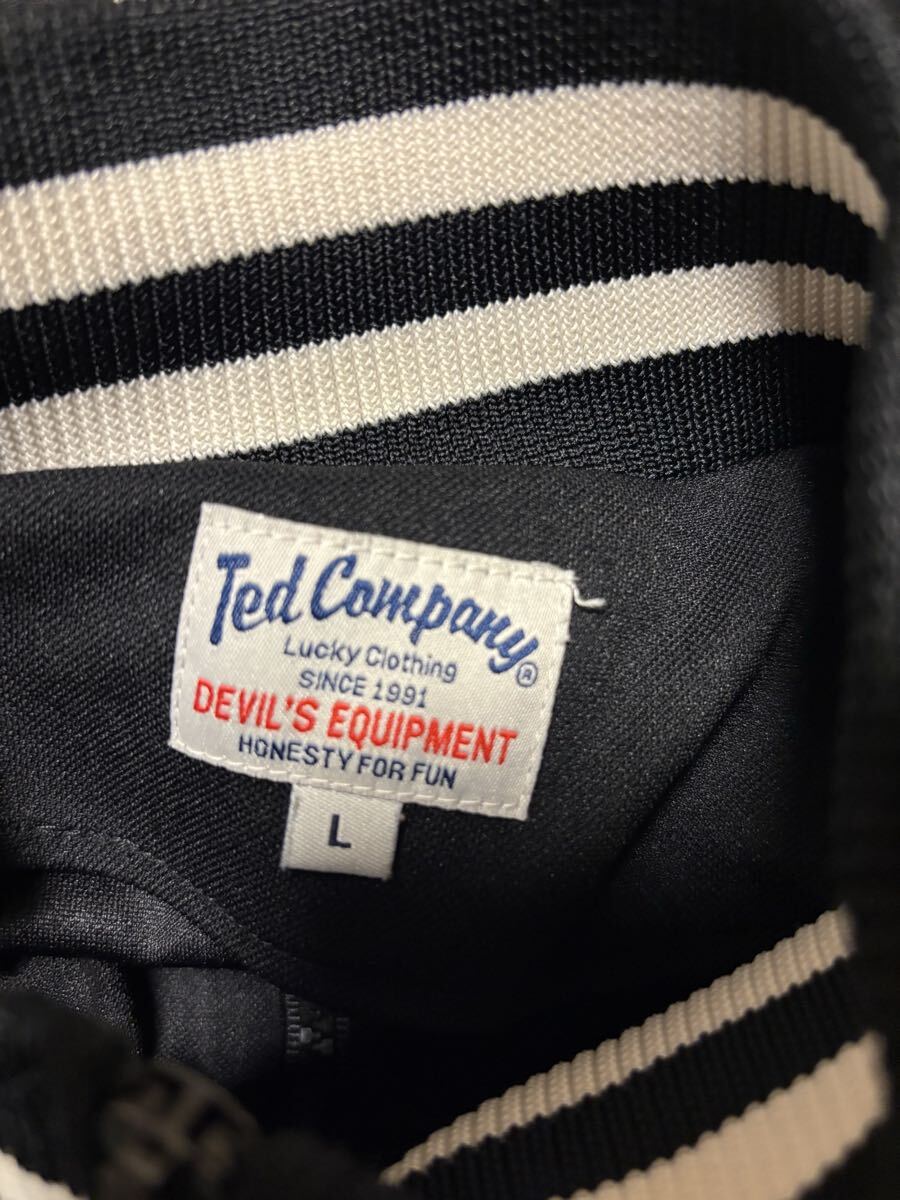 Ted Company®
Lucky Clothing
SINCE 1991
DEVIL'S EQUIPMENT
HONESTY FOR FUN
L